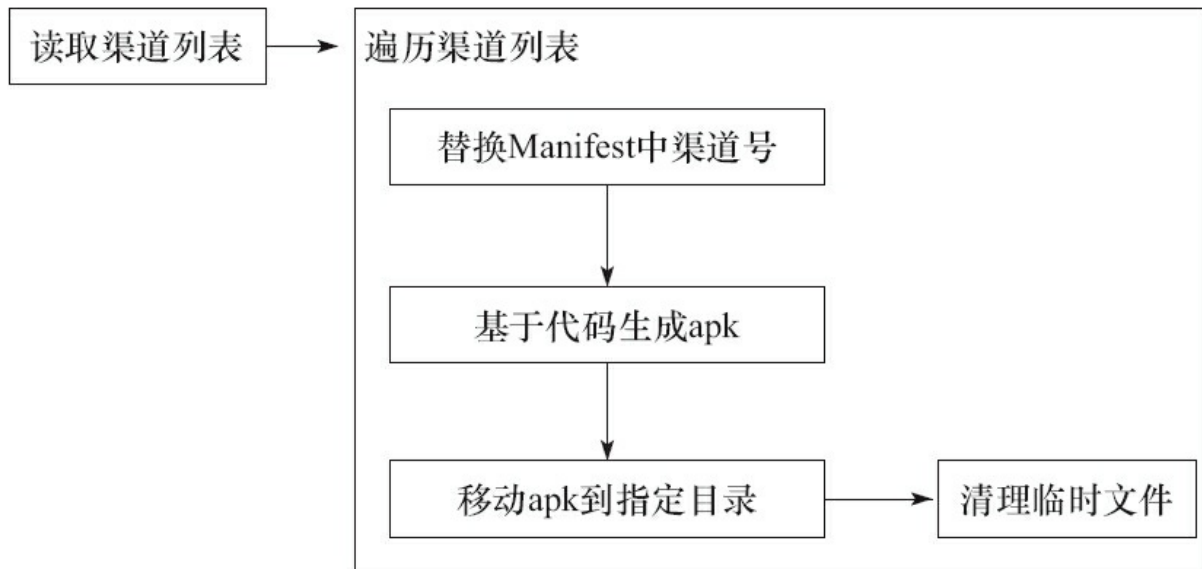 读取渠道列表
遍历渠道列表
替换Manifest中渠道号
基于代码生成apk
移动apk到指定目录
清理临时文件